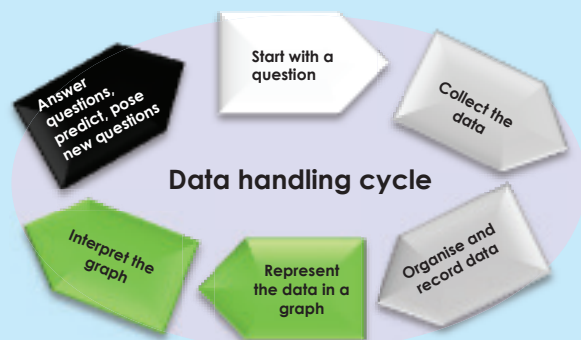 Start with a
question
Collect the
data
Organise and
record data
Represent
the data in a
graph
Interpret the
graph
Answer
questions,
predict, pose
new questions
Data handling cycle